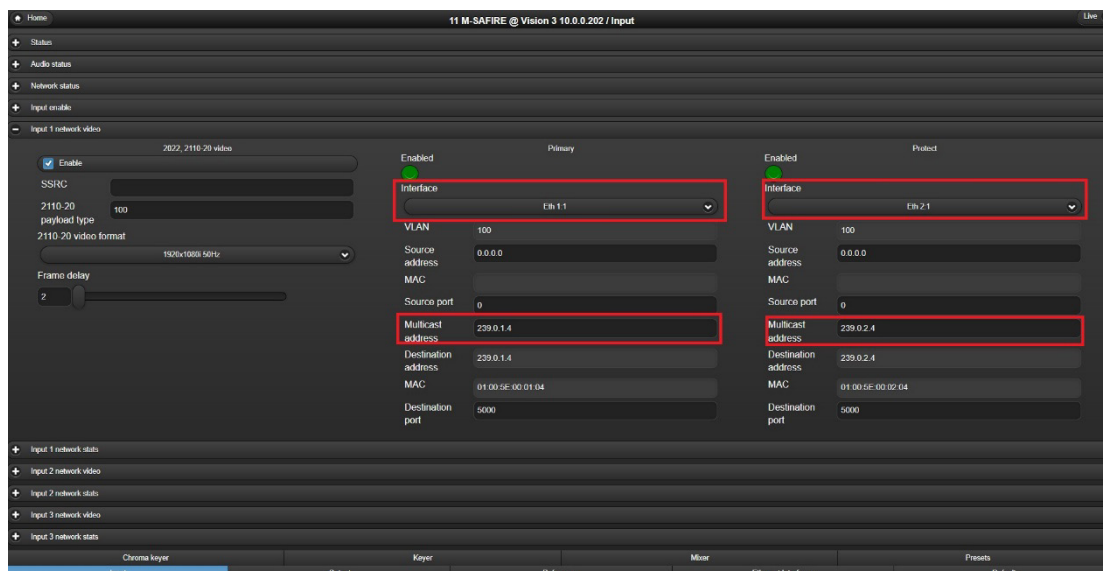 Home
11 M-SAFIRE @ Vision 3 10.0.0.202 / Input
Live
Status
Audio status
Network status
Input enable
Input 1 network video
2022, 2110-20 video
Enable
SSRC
2110-20 payload type 100
2110-20 video format
1920x1080i 50Hz
Frame delay
2
Primary
Enabled
Interface
Eth 1:1
VLAN 100
Source address 0.0.0.0
MAC
Source port 0
Multicast address 239.0.1.4
Destination address 239.0.1.4
MAC 01:00:5E:00:01:04
Destination port 5000
Protect
Enabled
Interface
Eth 2:1
VLAN 100
Source address 0.0.0.0
MAC
Source port 0
Multicast address 239.0.2.4
Destination address 239.0.2.4
MAC 01:00:5E:00:02:04
Destination port 5000
Input 1 network stats
Input 2 network video
Input 2 network stats
Input 3 network video
Input 3 network stats
Chroma keyer
Keyer
Mixer
Presets